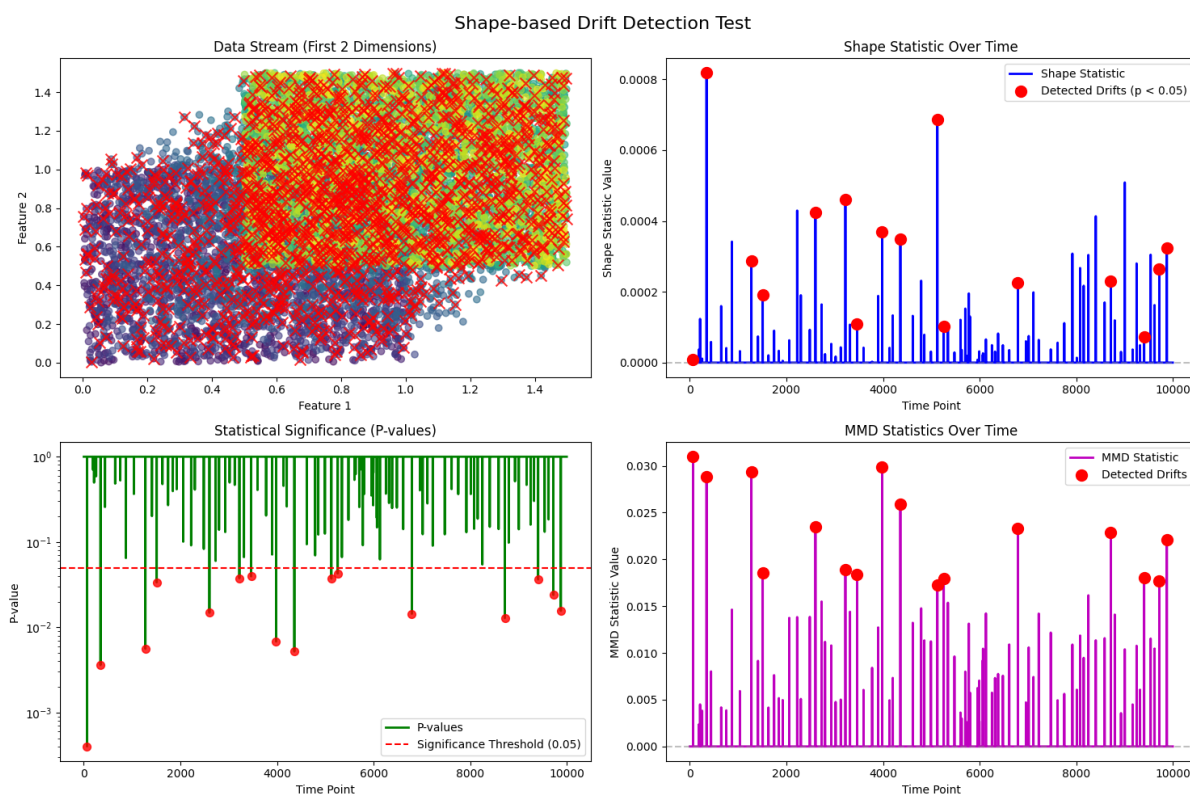 Shape-based Drift Detection Test
Data Stream (First 2 Dimensions)
Feature 2
1.4
1.2
1.0
0.8
0.6
0.4
0.2
0.0
0.0 0.2 0.4 0.6 0.8 1.0 1.2 1.4
Feature 1
Shape Statistic Over Time
Shape Statistic
Detected Drifts (p < 0.05)
Shape Statistic Value
0.0008
0.0006
0.0004
0.0002
0.0000
0 2000 4000 6000 8000 10000
Time Point
Statistical Significance (P-values)
P-value
10⁰
10⁻¹
10⁻²
10⁻³
P-values
Significance Threshold (0.05)
0 2000 4000 6000 8000 10000
Time Point
MMD Statistics Over Time
MMD Statistic
Detected Drifts
MMD Statistic Value
0.030
0.025
0.020
0.015
0.010
0.005
0.000
0 2000 4000 6000 8000 10000
Time Point